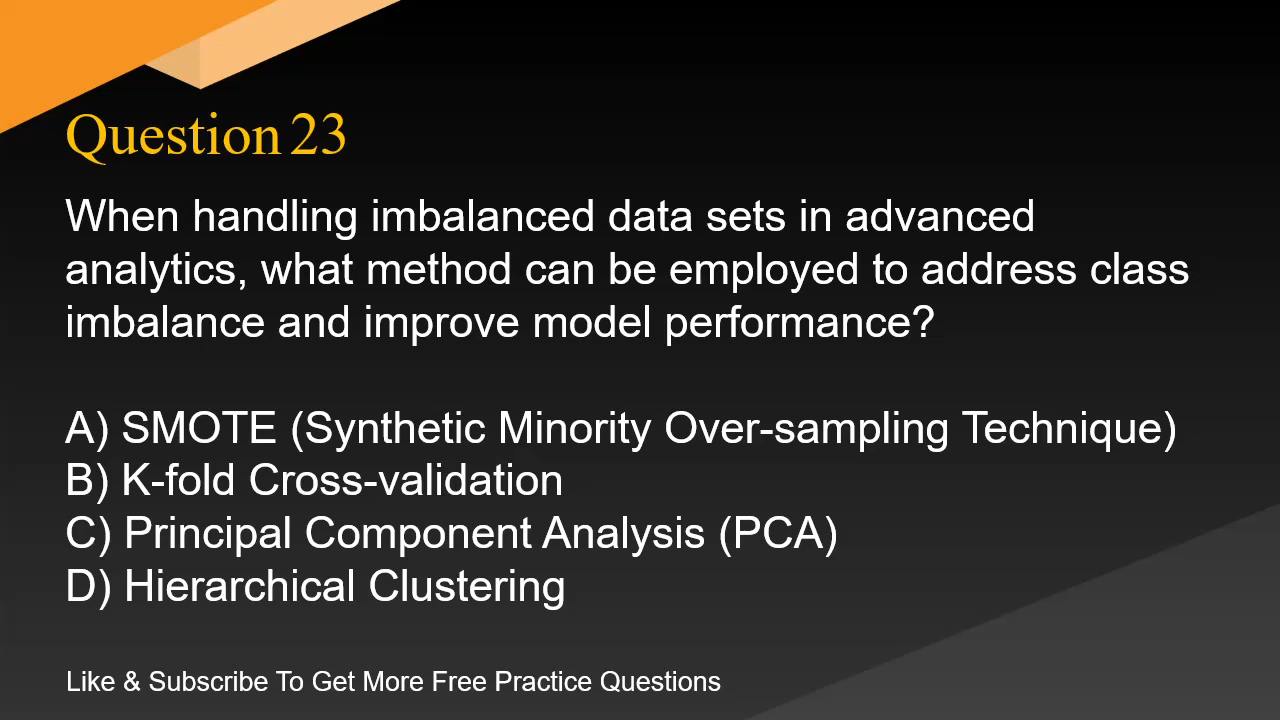 Question 23
When handling imbalanced data sets in advanced
analytics, what method can be employed to address class
imbalance and improve model performance?
A) SMOTE (Synthetic Minority Over-sampling Technique)
B) K-fold Cross-validation
C) Principal Component Analysis (PCA)
D) Hierarchical Clustering
Like & Subscribe To Get More Free Practice Questions